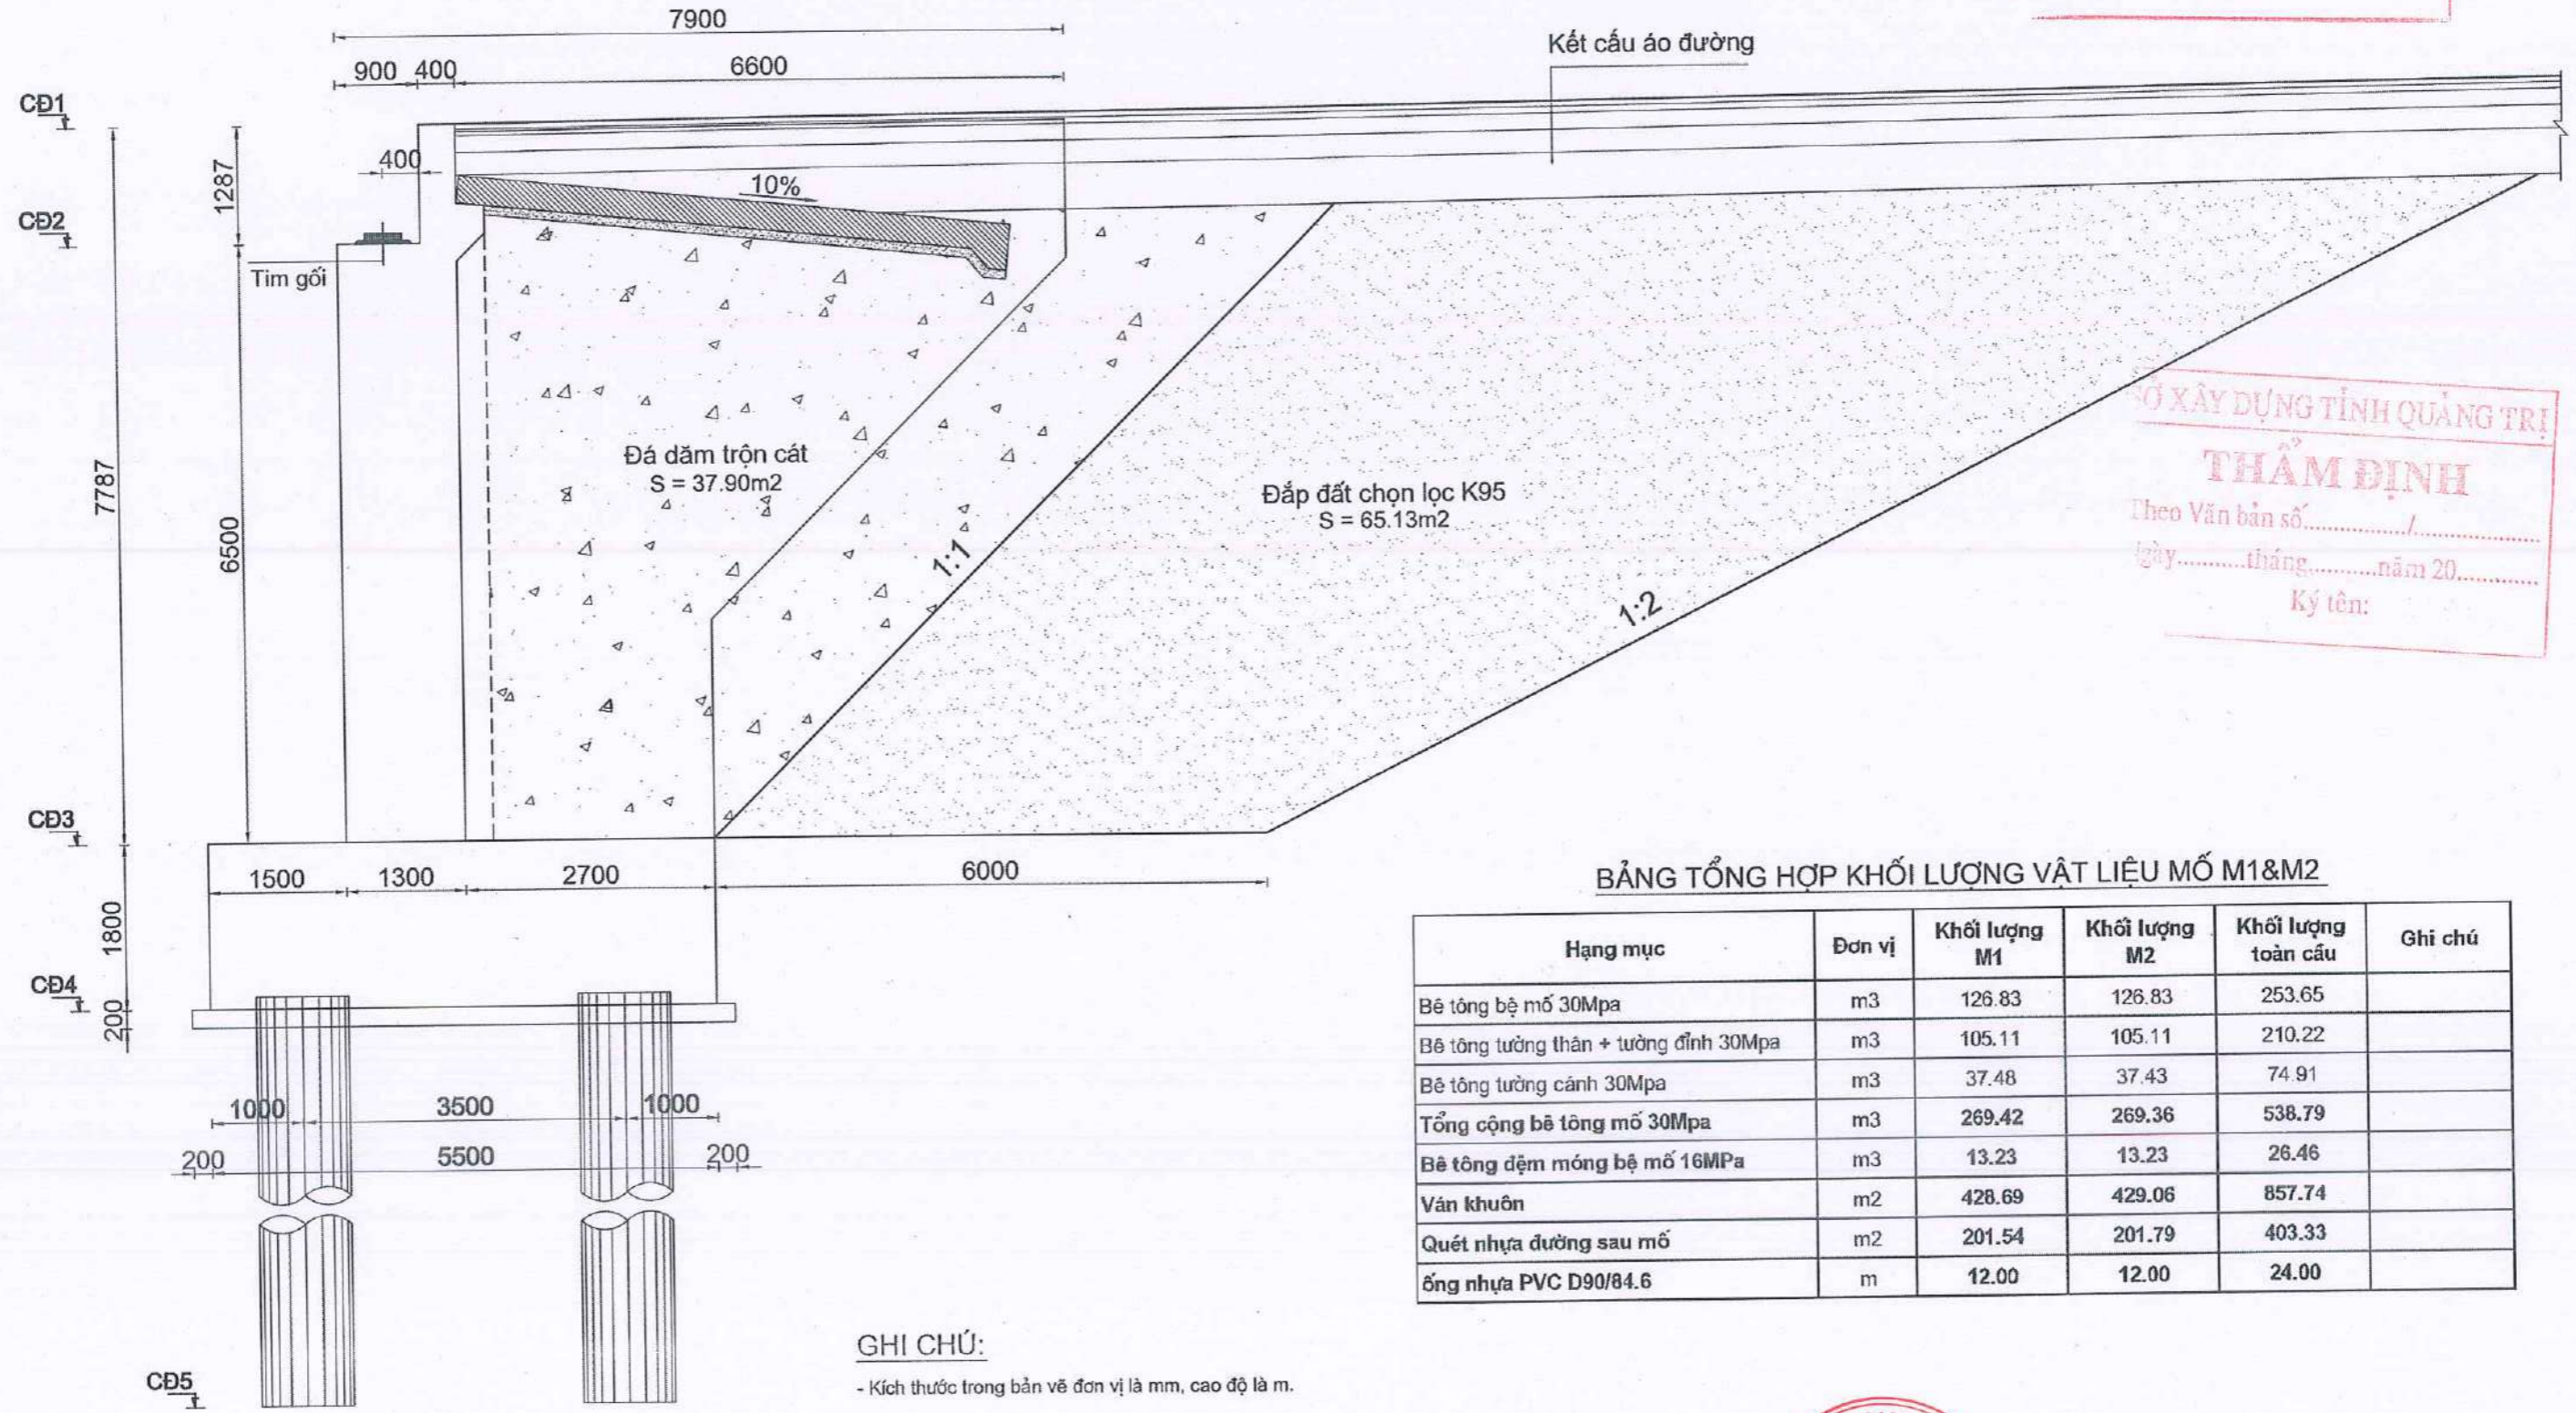 7900
900 400 6600
Kết cấu áo đường
CĐ1
400
1287
10%
CĐ2
Tim gối
7787
6500
Đá dăm trộn cát
S = 37.90m2
1:1
Đắp đất chọn lọc K95
S = 65.13m2
1:2
SỞ XÂY DỰNG TỈNH QUẢNG TRỊ
THẨM ĐỊNH
Theo Văn bản số............../.................
Ngày...........tháng..........năm 20............
Ký tên:
CĐ3
1500 1300 2700 6000
1800
CĐ4
200
1000 3500 1000
200 5500 200
CĐ5
BẢNG TỔNG HỢP KHỐI LƯỢNG VẬT LIỆU MỐ M1&M2
Hạng mục Đơn vị Khối lượng M1 Khối lượng M2 Khối lượng toàn cầu Ghi chú
Bê tông bệ mố 30Mpa m3 126.83 126.83 253.65
Bê tông tường thân + tường đỉnh 30Mpa m3 105.11 105.11 210.22
Bê tông tường cánh 30Mpa m3 37.48 37.43 74.91
Tổng cộng bê tông mố 30Mpa m3 269.42 269.36 538.79
Bê tông đệm móng bệ mố 16MPa m3 13.23 13.23 26.46
Ván khuôn m2 428.69 429.06 857.74
Quét nhựa đường sau mố m2 201.54 201.79 403.33
ống nhựa PVC D90/84.6 m 12.00 12.00 24.00
GHI CHÚ:
- Kích thước trong bản vẽ đơn vị là mm, cao độ là m.